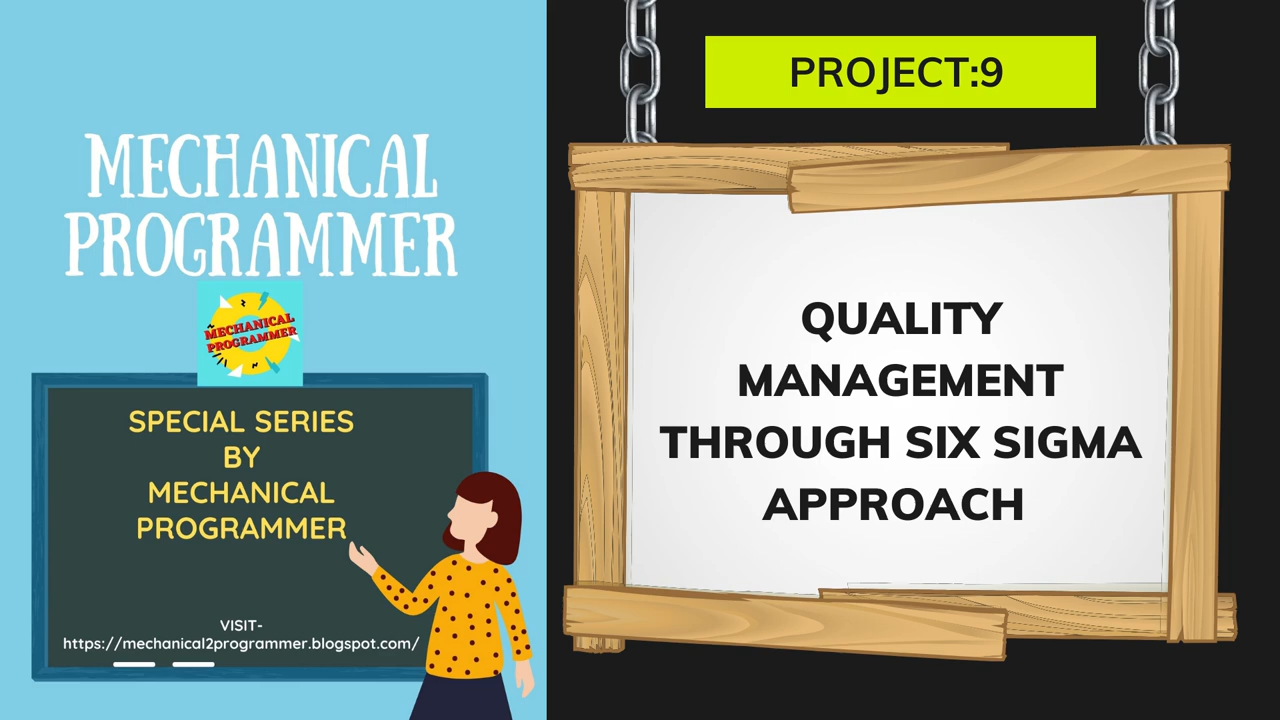 MECHANICAL
PROGRAMMER
MECHANICAL
PROGRAMMER
SPECIAL SERIES
BY
MECHANICAL
PROGRAMMER
VISIT-
https://mechanical2programmer.blogspot.com/
PROJECT:9
QUALITY
MANAGEMENT
THROUGH SIX SIGMA
APPROACH